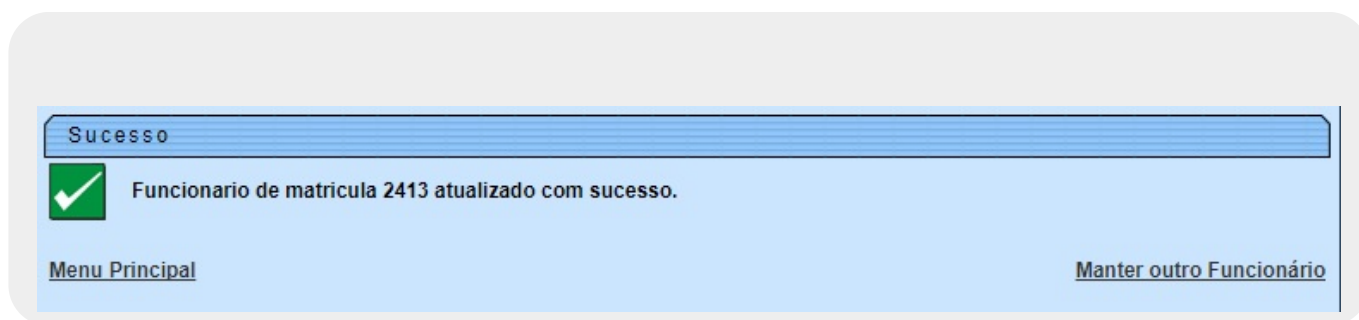 Sucesso
Funcionario de matricula 2413 atualizado com sucesso.
Menu Principal
Manter outro Funcionário